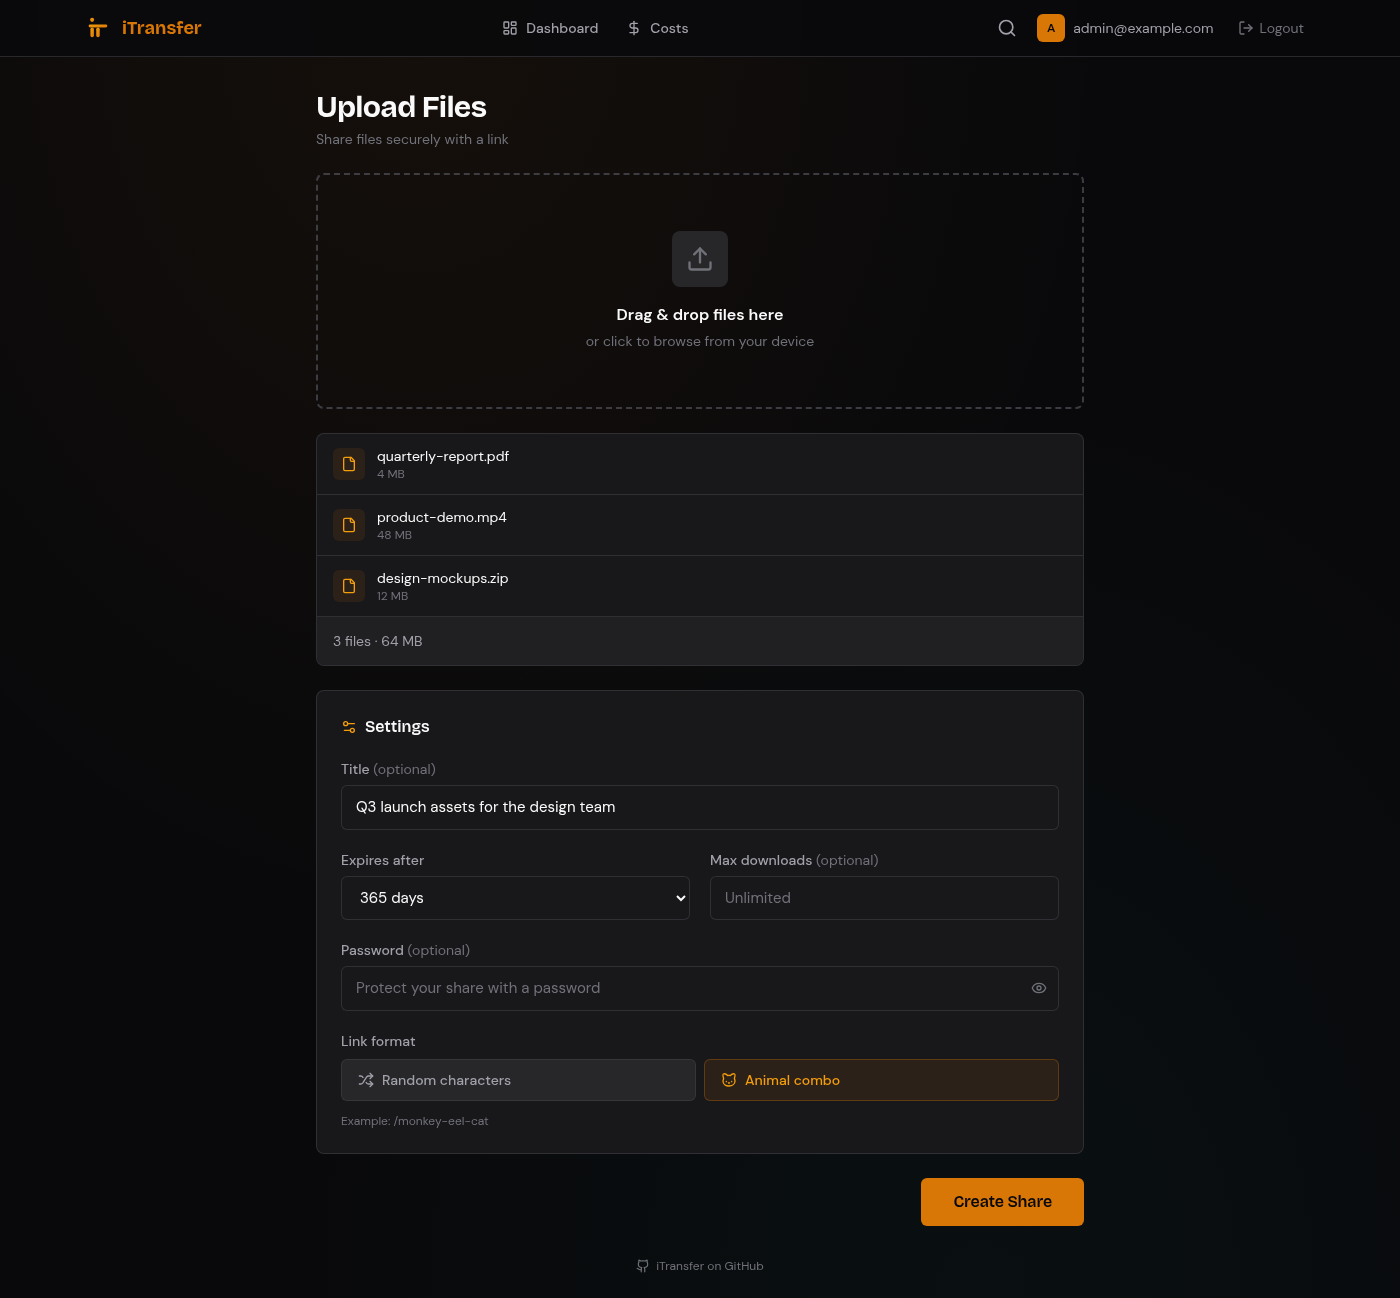 iTransfer
Dashboard
Costs
A
admin@example.com
Logout
Upload Files
Share files securely with a link
Drag & drop files here
or click to browse from your device
quarterly-report.pdf
4 MB
product-demo.mp4
48 MB
design-mockups.zip
12 MB
3 files · 64 MB
Settings
Title (optional)
Q3 launch assets for the design team
Expires after
Max downloads (optional)
365 days
Unlimited
Password (optional)
Protect your share with a password
Link format
Random characters
Animal combo
Example: /monkey-eel-cat
Create Share
iTransfer on GitHub